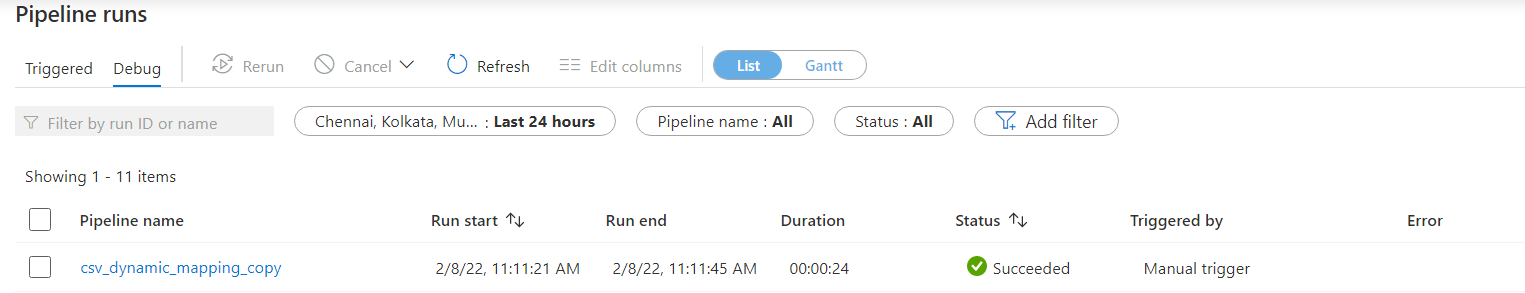 Pipeline runs
Triggered Debug Rerun Cancel Refresh Edit columns List Gantt
Filter by run ID or name Chennai, Kolkata, Mu... : Last 24 hours Pipeline name : All Status : All Add filter
Showing 1 - 11 items
Pipeline name Run start Run end Duration Status Triggered by Error
csv_dynamic_mapping_copy 2/8/22, 11:11:21 AM 2/8/22, 11:11:45 AM 00:00:24 Succeeded Manual trigger